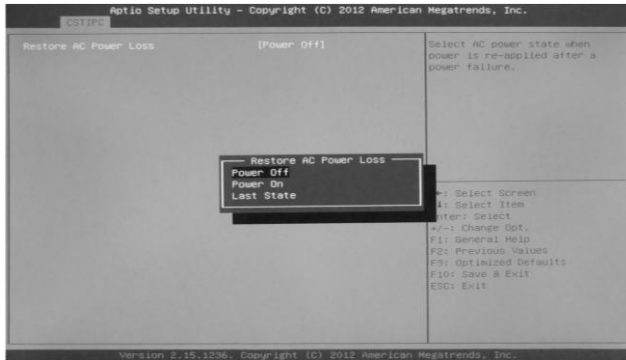 Aptio Setup Utility – Copyright (C) 2012 American Megatrends, Inc.
CSTIPC
Restore AC Power Loss [Power Off]
Select AC power state when
power is re-applied after a
power failure.
Restore AC Power Loss
Power Off
Power On
Last State
: Select Screen
: Select Item
nter: Select
+/-: Change Opt.
F1: General Help
F2: Previous Values
F9: Optimized Defaults
F10: Save & Exit
ESC: Exit
Version 2.15.1236. Copyright (C) 2012 American Megatrends, Inc.